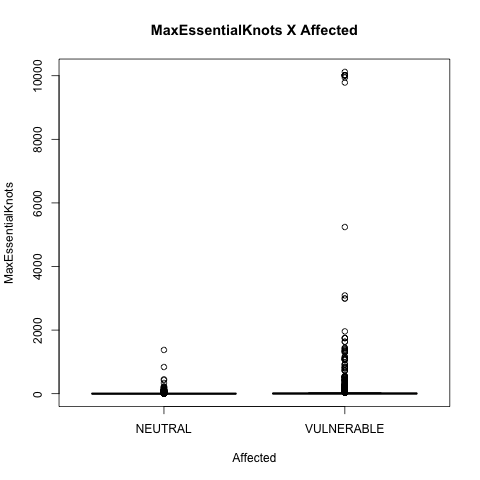 MaxEssentialKnots X Affected
MaxEssentialKnots
10000
8000
6000
4000
2000
0
NEUTRAL
VULNERABLE
Affected